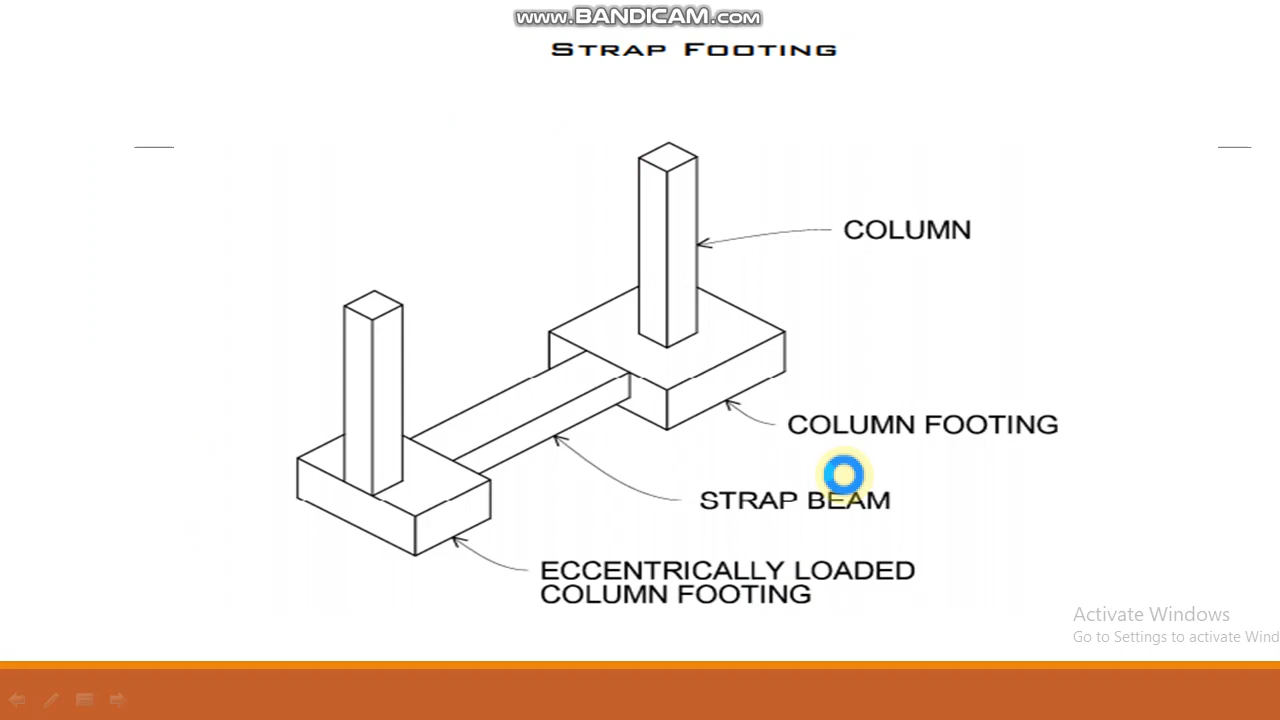 www.BANDICAM.com
STRAP FOOTING
COLUMN
COLUMN FOOTING
STRAP BEAM
ECCENTRICALLY LOADED
COLUMN FOOTING
Activate Windows
Go to Settings to activate Wind